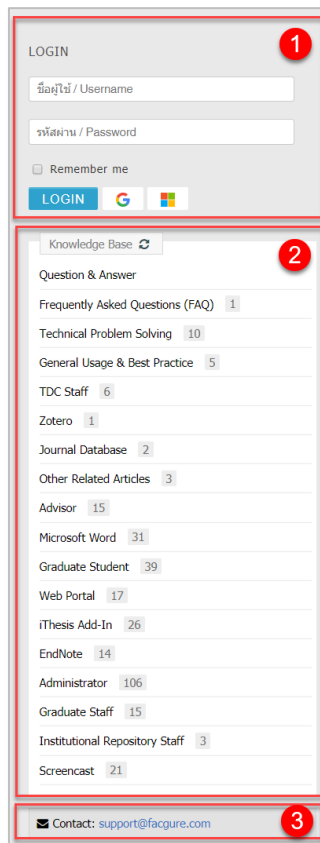 1
LOGIN
ชื่อผู้ใช้ / Username
รหัสผ่าน / Password
Remember me
LOGIN G
Knowledge Base
2
Question & Answer
Frequently Asked Questions (FAQ) 1
Technical Problem Solving 10
General Usage & Best Practice 5
TDC Staff 6
Zotero 1
Journal Database 2
Other Related Articles 3
Advisor 15
Microsoft Word 31
Graduate Student 39
Web Portal 17
iThesis Add-In 26
EndNote 14
Administrator 106
Graduate Staff 15
Institutional Repository Staff 3
Screencast 21
Contact: support@facgure.com 3